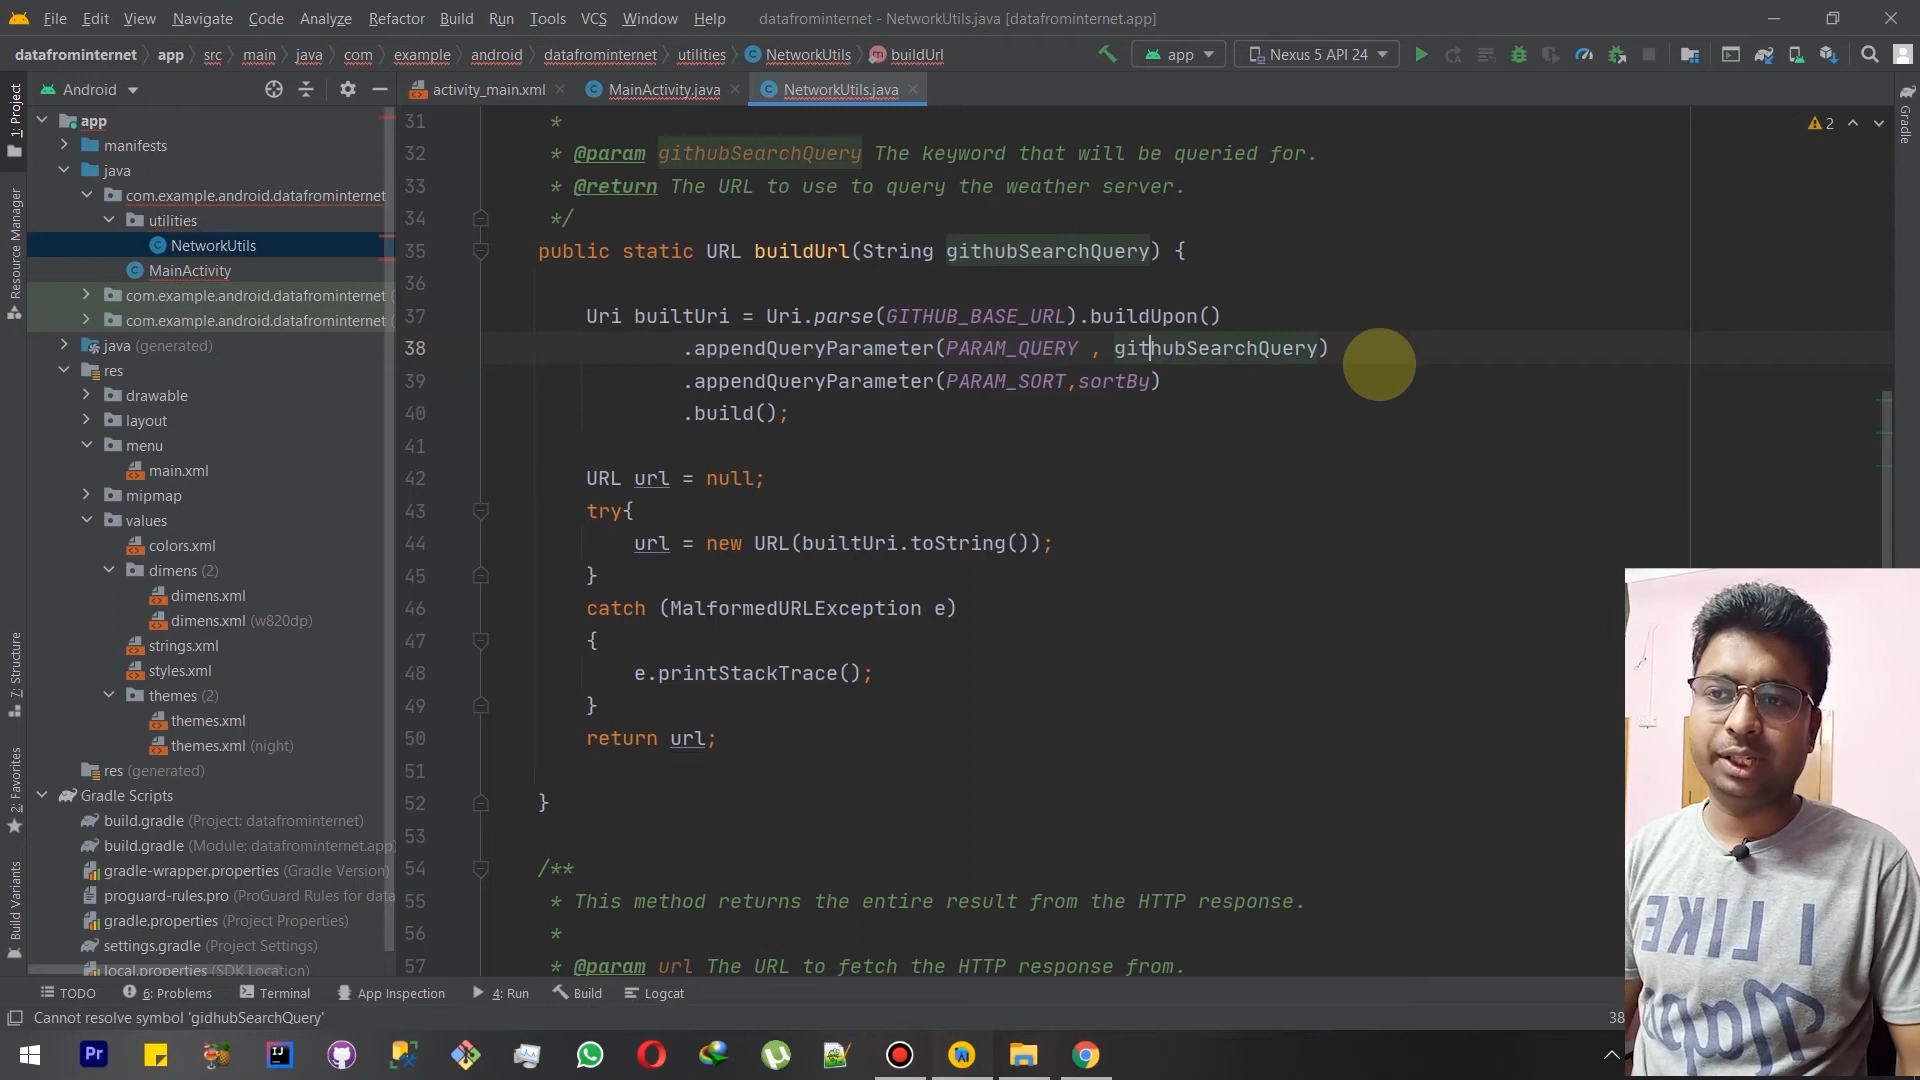 File Edit View Navigate Code Analyze Refactor Build Run Tools VCS Window Help datafrominternet - NetworkUtils.java [datafrominternet.app]
datafrominternet app src main java com example android datafrominternet utilities NetworkUtils buildUrl app Nexus 5 API 24
Android activity_main.xml MainActivity.java NetworkUtils.java
1: Project
Resource Manager
7: Structure
2: Favorites
Build Variants
Gradle
app
manifests
java
com.example.android.datafrominternet
utilities
NetworkUtils
MainActivity
com.example.android.datafrominternet (
com.example.android.datafrominternet (
java (generated)
res
drawable
layout
menu
main.xml
mipmap
values
colors.xml
dimens (2)
dimens.xml
dimens.xml (w820dp)
strings.xml
styles.xml
themes (2)
themes.xml
themes.xml (night)
res (generated)
Gradle Scripts
build.gradle (Project: datafrominternet)
build.gradle (Module: datafrominternet.app)
gradle-wrapper.properties (Gradle Version)
proguard-rules.pro (ProGuard Rules for data
gradle.properties (Project Properties)
settings.gradle (Project Settings)
local.properties (SDK Location)
2
31 *
32 * @param githubSearchQuery The keyword that will be queried for.
33 * @return The URL to use to query the weather server.
34 */
35 public static URL buildUrl(String githubSearchQuery) {
36
37 Uri builtUri = Uri.parse(GITHUB_BASE_URL).buildUpon()
38 .appendQueryParameter(PARAM_QUERY , githubSearchQuery)
39 .appendQueryParameter(PARAM_SORT,sortBy)
40 .build();
41
42 URL url = null;
43 try{
44 url = new URL(builtUri.toString());
45 }
46 catch (MalformedURLException e)
47 {
48 e.printStackTrace();
49 }
50 return url;
51
52 }
53
54 /**
55 * This method returns the entire result from the HTTP response.
56 *
57 * @param url The URL to fetch the HTTP response from.
TODO 6: Problems Terminal App Inspection 4: Run Build Logcat
Cannot resolve symbol 'gidhubSearchQuery' 38
Pr
IJ
I LIKE